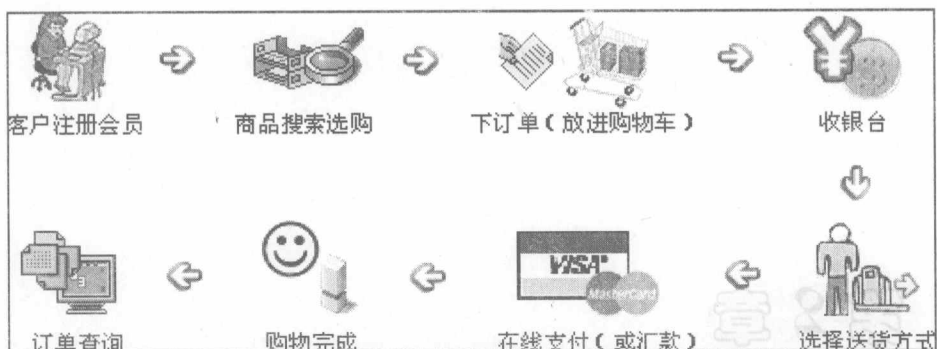 客户注册会员
商品搜索选购
下订单（放进购物车）
收银台
选择送货方式
VISA
MasterCard
在线支付（或汇款）
购物完成
订单查询